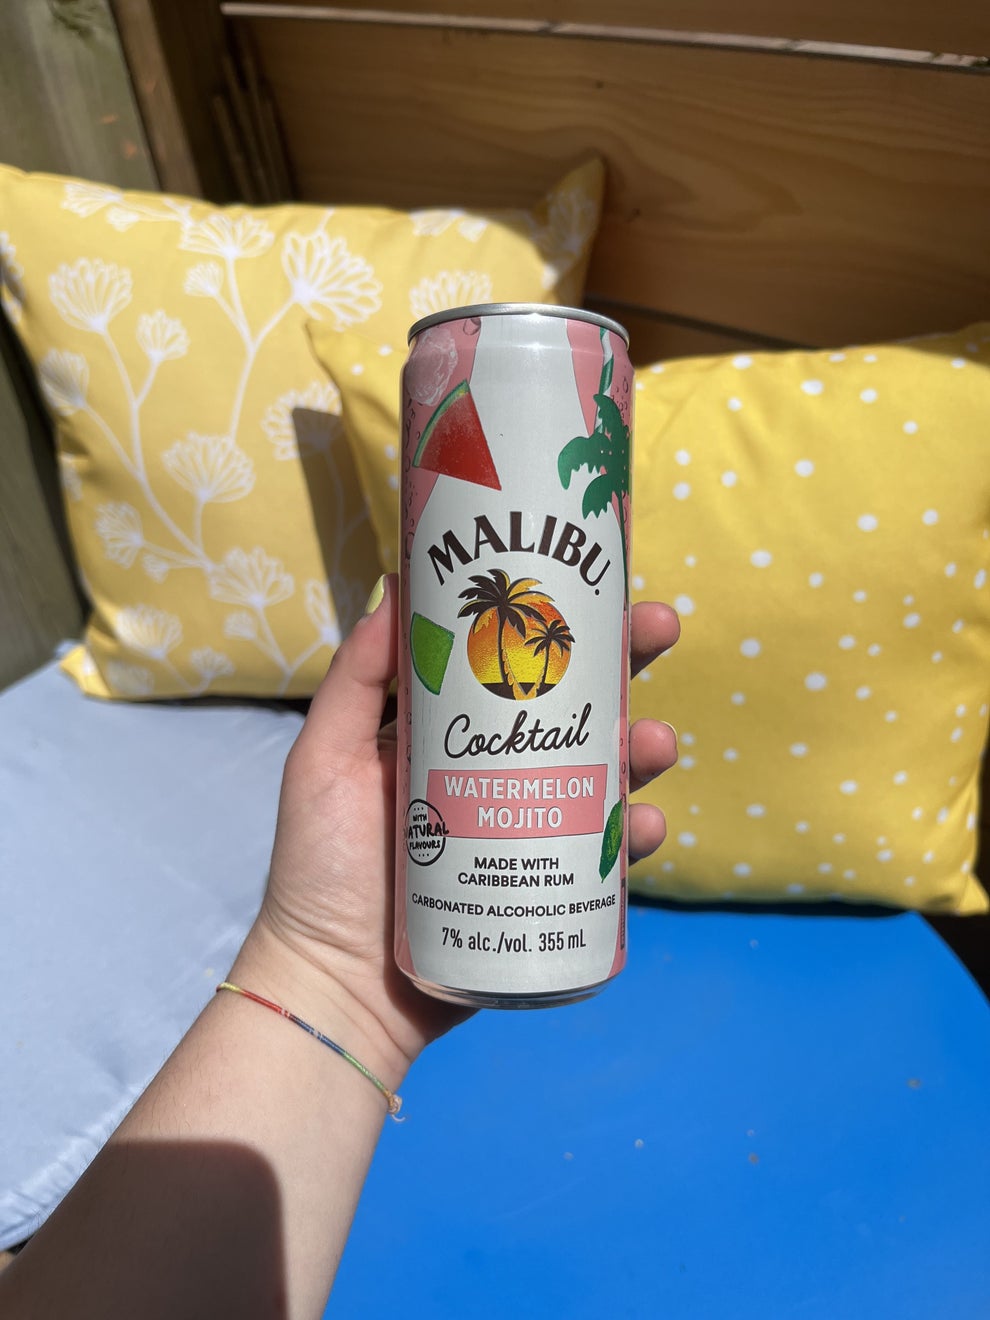 MALIBU
Cocktail
WATERMELON
MOJITO
WITH
NATURAL
FLAVOURS
MADE WITH
CARIBBEAN RUM
CARBONATED ALCOHOLIC BEVERAGE
7% alc./vol. 355 mL